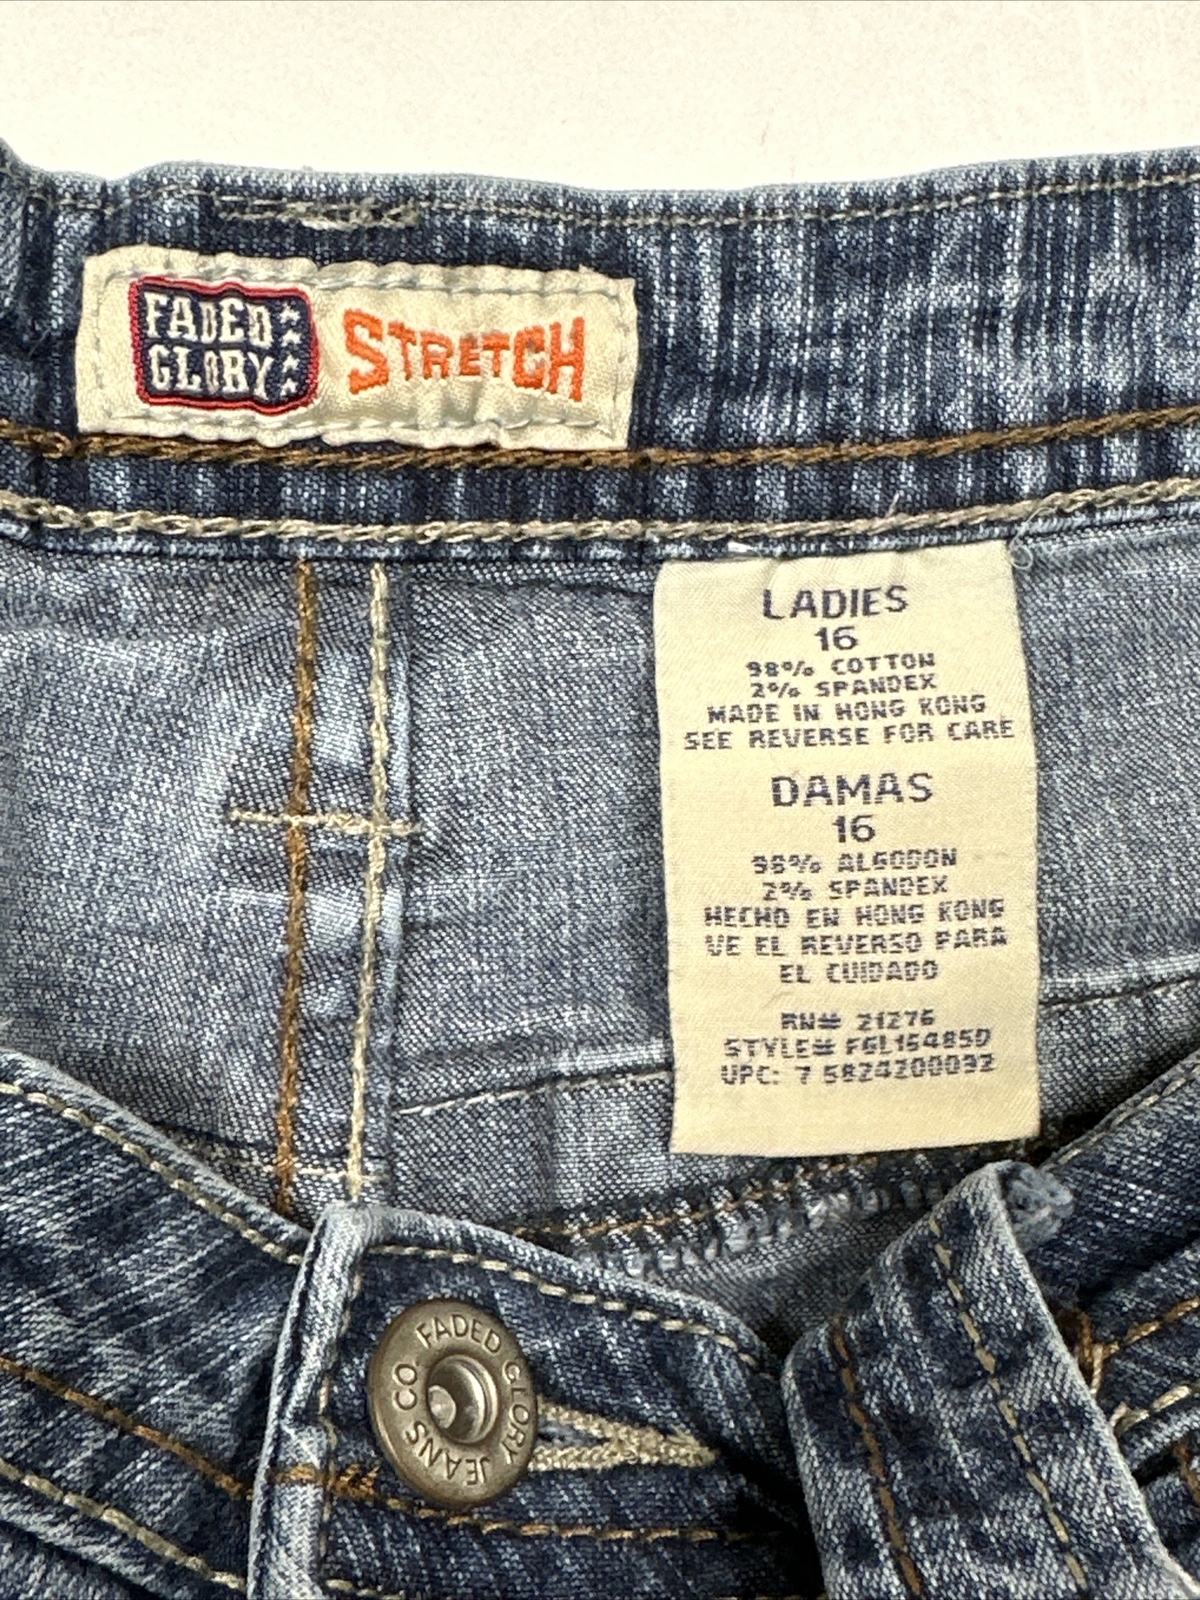 FADED
GLORY
STRETCH
LADIES
16
98% COTTON
2% SPANDEX
MADE IN HONG KONG
SEE REVERSE FOR CARE
DAMAS
16
98% ALGODON
2% SPANDEX
HECHO EN HONG KONG
VE EL REVERSO PARA
EL CUIDADO
RN# 21276
STYLE# FGL15485D
UPC: 7 5824200092
FADED GLORY JEANS CO